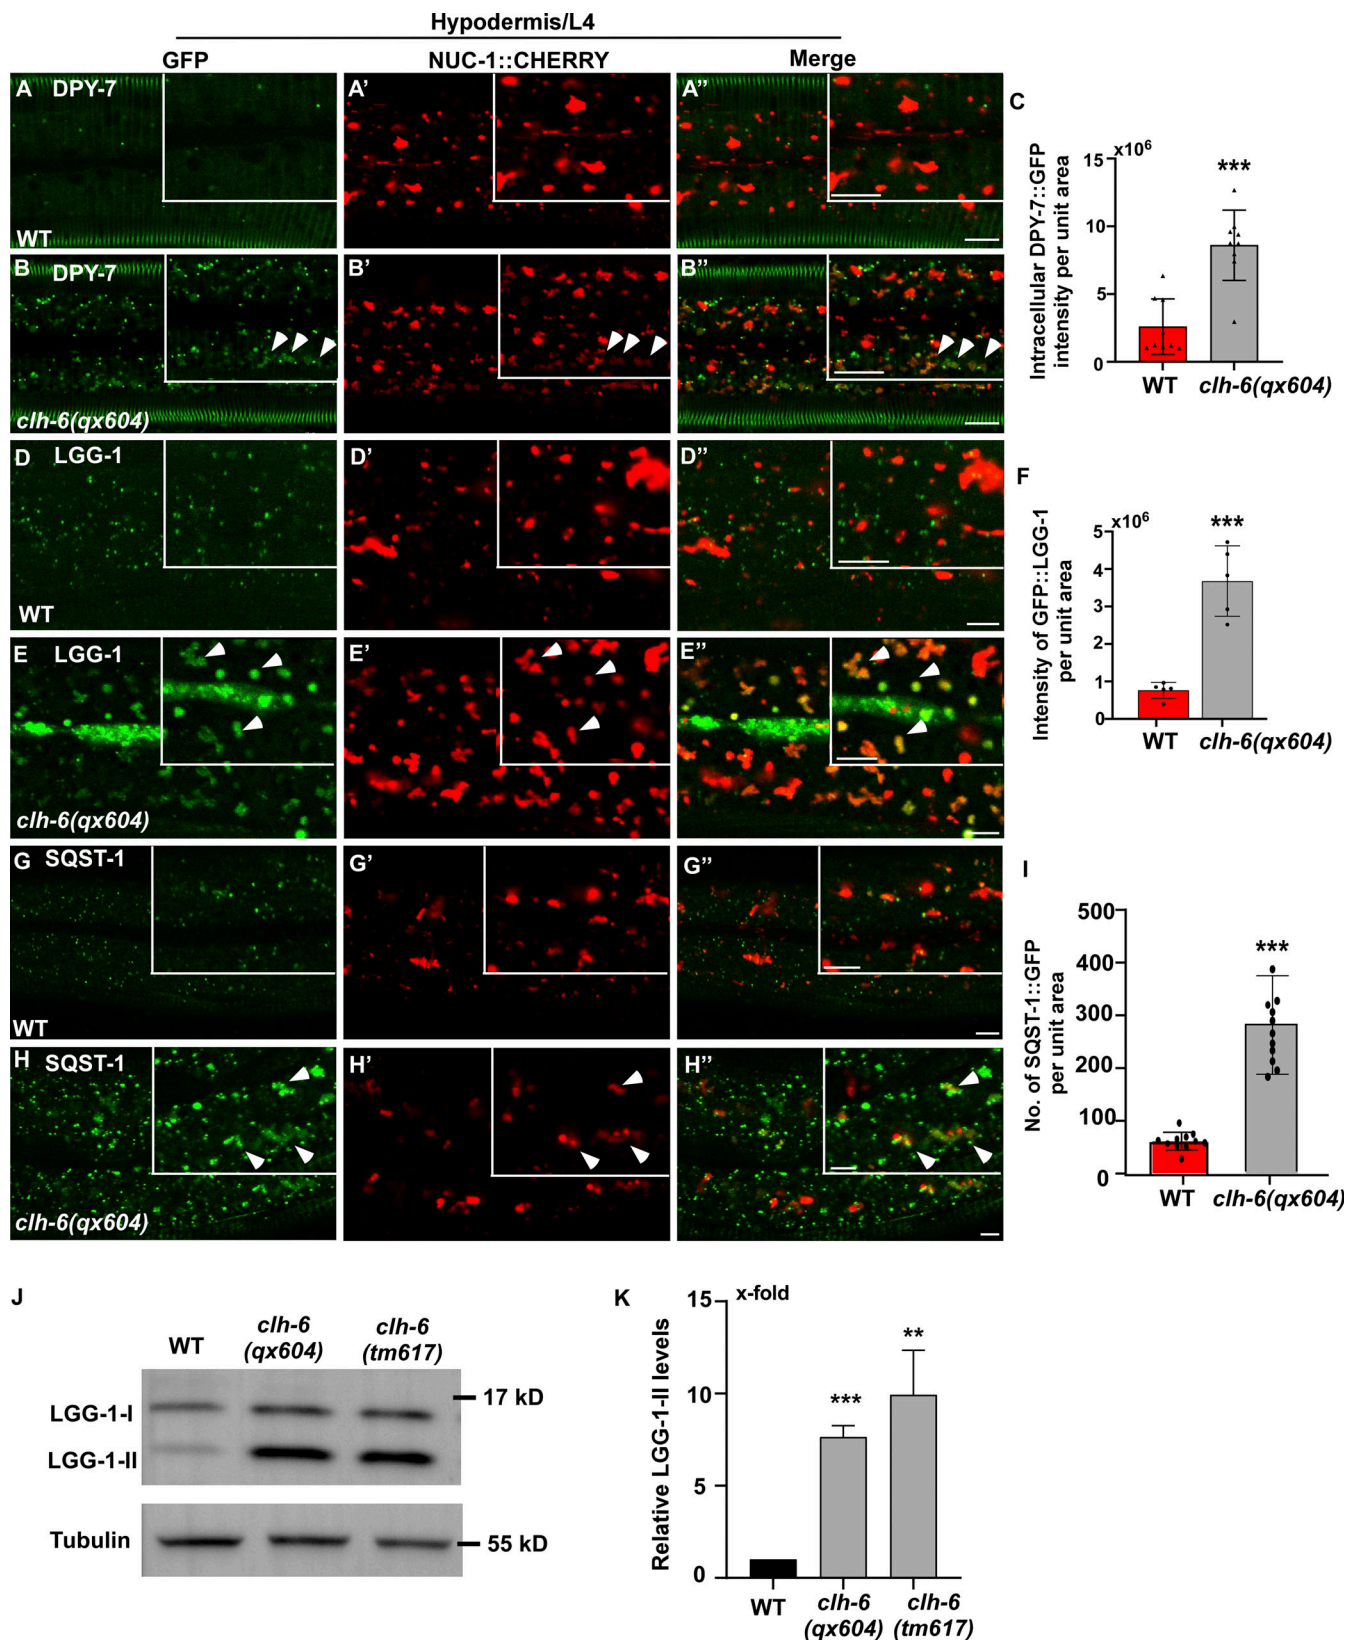 Hypodermis/L4
GFP
NUC-1::CHERRY
Merge
A DPY-7
WT
A’
A’’
B DPY-7
clh-6(qx604)
B’
B’’
C
x10⁶
Intracellular DPY-7::GFP
intensity per unit area
15
10
5
0
***
WT
clh-6(qx604)
D LGG-1
WT
D’
D’’
E LGG-1
clh-6(qx604)
E’
E’’
F
x10⁶
Intensity of GFP::LGG-1
per unit area
5
4
3
2
1
0
***
WT
clh-6(qx604)
G SQST-1
WT
G’
G’’
H SQST-1
clh-6(qx604)
H’
H’’
I
No. of SQST-1::GFP
per unit area
500
400
300
200
100
0
***
WT
clh-6(qx604)
J
WT
clh-6
(qx604)
clh-6
(tm617)
LGG-1-I
LGG-1-II
17 kD
Tubulin
55 kD
K
x-fold
Relative LGG-1-II levels
15
10
5
0
***
**
WT
clh-6
(qx604)
clh-6
(tm617)